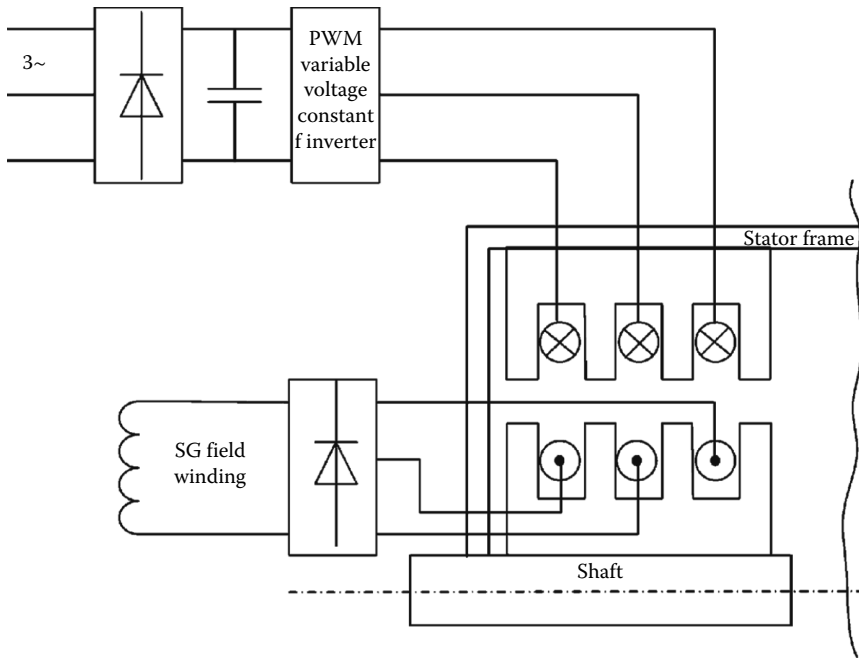 3~
PWM
variable
voltage
constant
f inverter
Stator frame
SG field
winding
Shaft